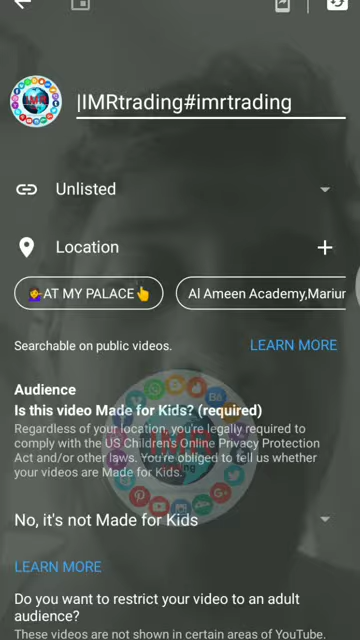 |IMRtrading#imrtrading
Unlisted
Location
AT MY PALACE
Al Ameen Academy,Mariur
Searchable on public videos.
LEARN MORE
Audience
Is this video Made for Kids? (required)
Regardless of your location, you're legally required to
comply with the US Children's Online Privacy Protection
Act and/or other laws. You're obliged to tell us whether
your videos are Made for Kids.
No, it's not Made for Kids
LEARN MORE
Do you want to restrict your video to an adult
audience?
These videos are not shown in certain areas of YouTube.